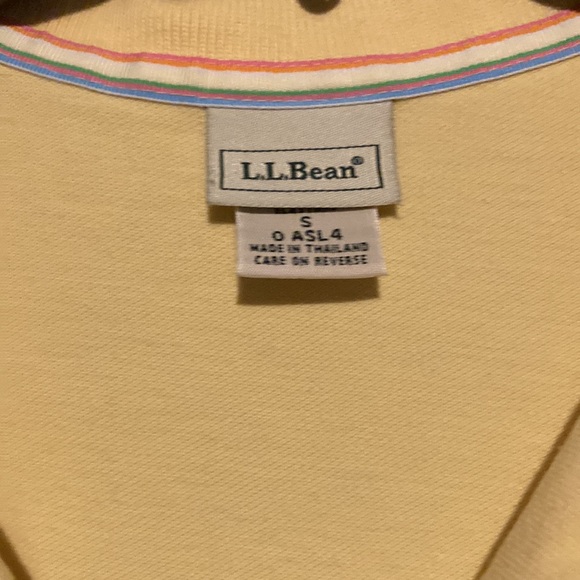 L.L.Bean®
S
0 ASL4
MADE IN THAILAND
CARE ON REVERSE